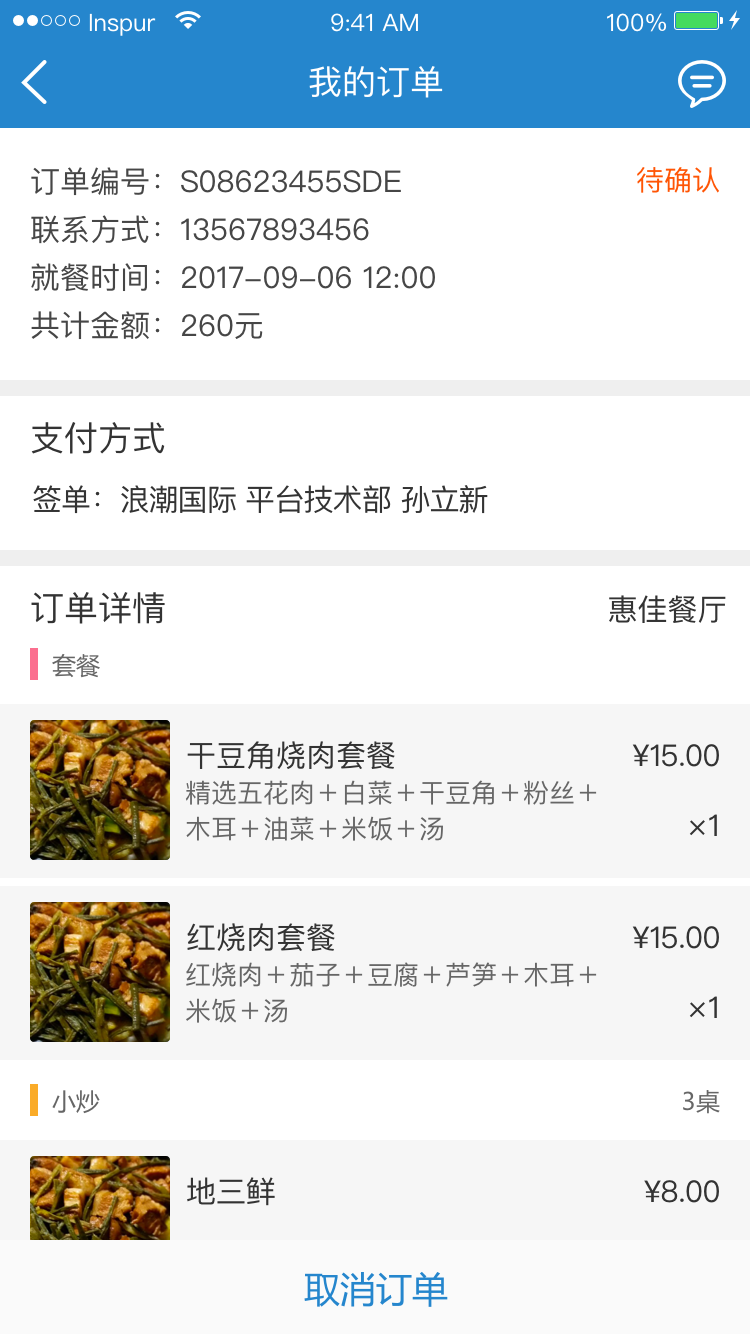 Inspur 9:41 AM 100%
我的订单
订单编号：S08623455SDE 待确认
联系方式：13567893456
就餐时间：2017-09-06 12:00
共计金额：260元
支付方式
签单：浪潮国际 平台技术部 孙立新
订单详情 惠佳餐厅
套餐
干豆角烧肉套餐 ¥15.00
精选五花肉＋白菜＋干豆角＋粉丝＋
木耳＋油菜＋米饭＋汤 ×1
红烧肉套餐 ¥15.00
红烧肉＋茄子＋豆腐＋芦笋＋木耳＋
米饭＋汤 ×1
小炒 3桌
地三鲜 ¥8.00
取消订单